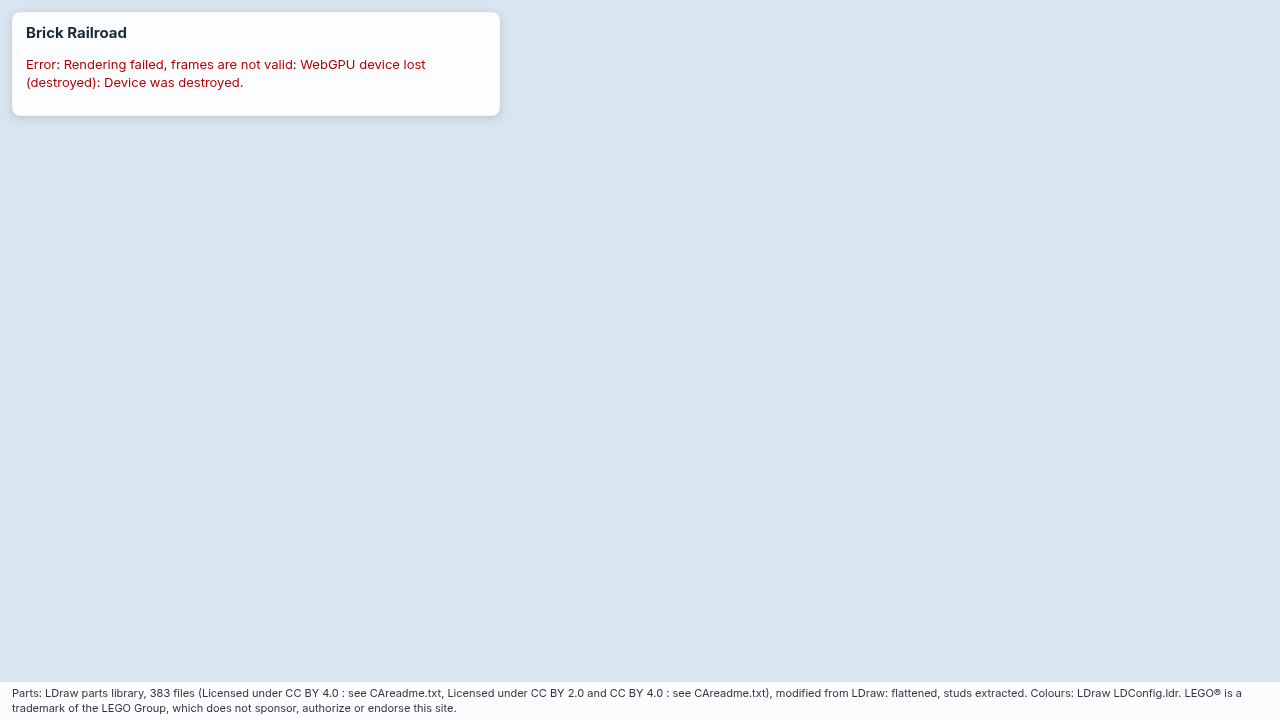 Brick Railroad
Error: Rendering failed, frames are not valid: WebGPU device lost
(destroyed): Device was destroyed.
Parts: LDraw parts library, 383 files (Licensed under CC BY 4.0 : see CAreadme.txt, Licensed under CC BY 2.0 and CC BY 4.0 : see CAreadme.txt), modified from LDraw: flattened, studs extracted. Colours: LDraw LDConfig.ldr. LEGO® is a
trademark of the LEGO Group, which does not sponsor, authorize or endorse this site.